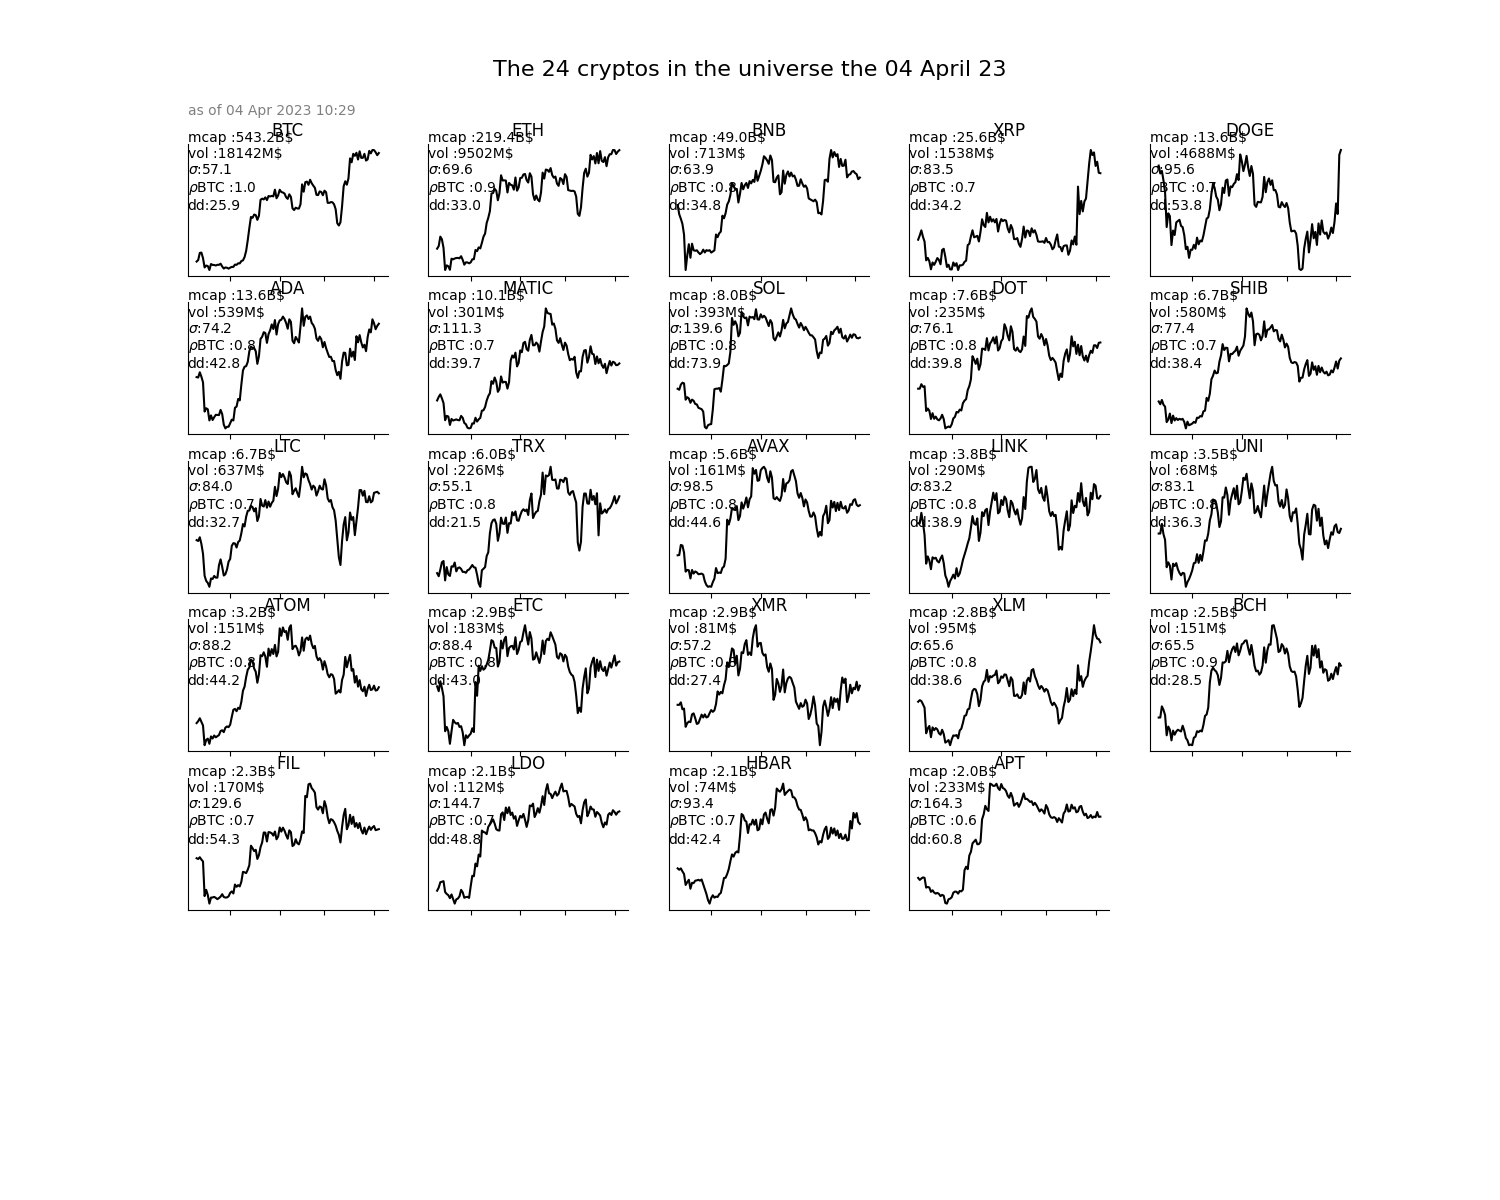 The 24 cryptos in the universe the 04 April 23
as of 04 Apr 2023 10:29
BTC
mcap :543.2B$
vol :18142M$
σ:57.1
ρBTC :1.0
dd:25.9
ETH
mcap :219.4B$
vol :9502M$
σ:69.6
ρBTC :0.9
dd:33.0
BNB
mcap :49.0B$
vol :713M$
σ:63.9
ρBTC :0.8
dd:34.8
XRP
mcap :25.6B$
vol :1538M$
σ:83.5
ρBTC :0.7
dd:34.2
DOGE
mcap :13.6B$
vol :4688M$
σ:95.6
ρBTC :0.7
dd:53.8
ADA
mcap :13.6B$
vol :539M$
σ:74.2
ρBTC :0.8
dd:42.8
MATIC
mcap :10.1B$
vol :301M$
σ:111.3
ρBTC :0.7
dd:39.7
SOL
mcap :8.0B$
vol :393M$
σ:139.6
ρBTC :0.8
dd:73.9
DOT
mcap :7.6B$
vol :235M$
σ:76.1
ρBTC :0.8
dd:39.8
SHIB
mcap :6.7B$
vol :580M$
σ:77.4
ρBTC :0.7
dd:38.4
LTC
mcap :6.7B$
vol :637M$
σ:84.0
ρBTC :0.7
dd:32.7
TRX
mcap :6.0B$
vol :226M$
σ:55.1
ρBTC :0.8
dd:21.5
AVAX
mcap :5.6B$
vol :161M$
σ:98.5
ρBTC :0.8
dd:44.6
LINK
mcap :3.8B$
vol :290M$
σ:83.2
ρBTC :0.8
dd:38.9
UNI
mcap :3.5B$
vol :68M$
σ:83.1
ρBTC :0.8
dd:36.3
ATOM
mcap :3.2B$
vol :151M$
σ:88.2
ρBTC :0.8
dd:44.2
ETC
mcap :2.9B$
vol :183M$
σ:88.4
ρBTC :0.8
dd:43.0
XMR
mcap :2.9B$
vol :81M$
σ:57.2
ρBTC :0.8
dd:27.4
XLM
mcap :2.8B$
vol :95M$
σ:65.6
ρBTC :0.8
dd:38.6
BCH
mcap :2.5B$
vol :151M$
σ:65.5
ρBTC :0.9
dd:28.5
FIL
mcap :2.3B$
vol :170M$
σ:129.6
ρBTC :0.7
dd:54.3
LDO
mcap :2.1B$
vol :112M$
σ:144.7
ρBTC :0.7
dd:48.8
HBAR
mcap :2.1B$
vol :74M$
σ:93.4
ρBTC :0.7
dd:42.4
APT
mcap :2.0B$
vol :233M$
σ:164.3
ρBTC :0.6
dd:60.8